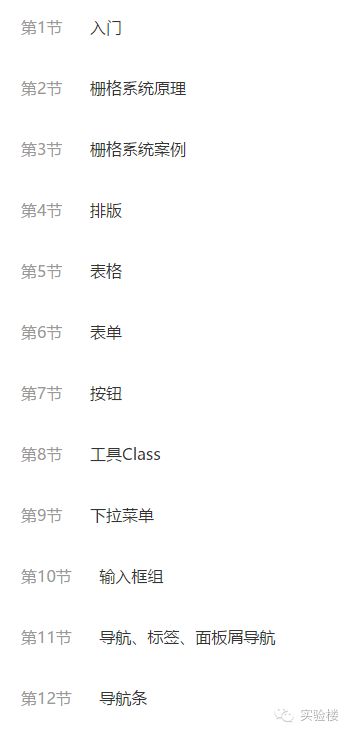 第1节 入门
第2节 栅格系统原理
第3节 栅格系统案例
第4节 排版
第5节 表格
第6节 表单
第7节 按钮
第8节 工具Class
第9节 下拉菜单
第10节 输入框组
第11节 导航、标签、面板屑导航
第12节 导航条
实验楼